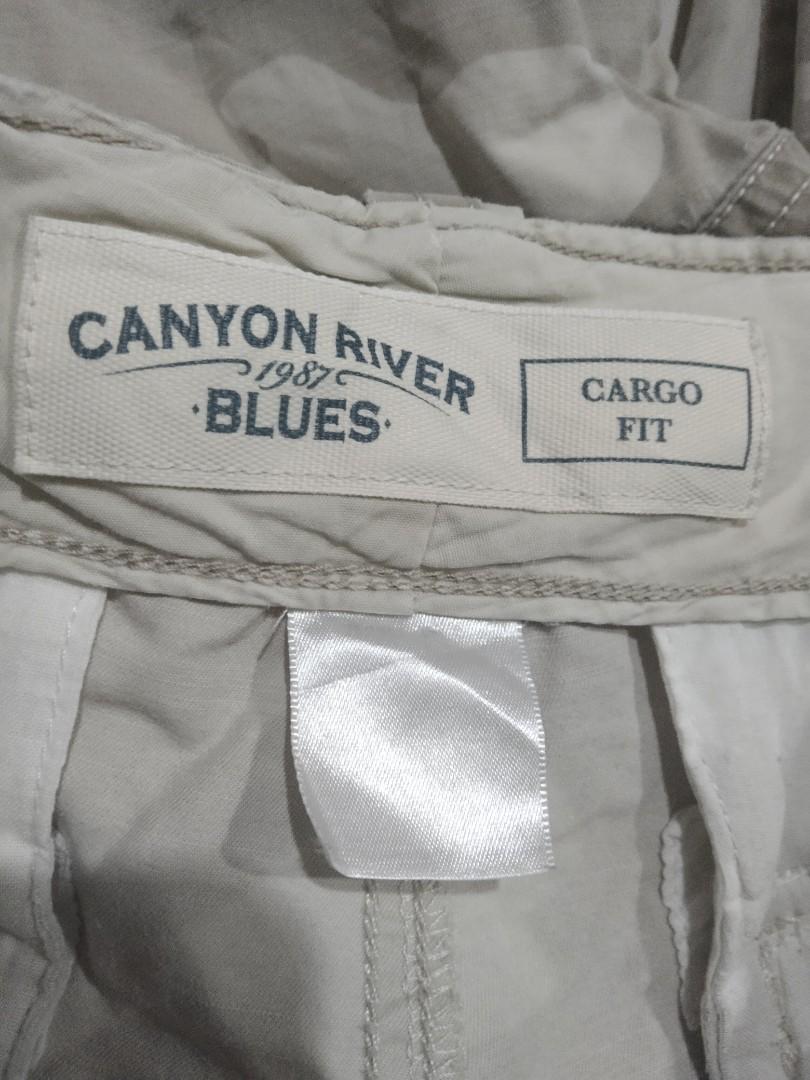 CANYON RIVER
1987
·BLUES·
CARGO
FIT